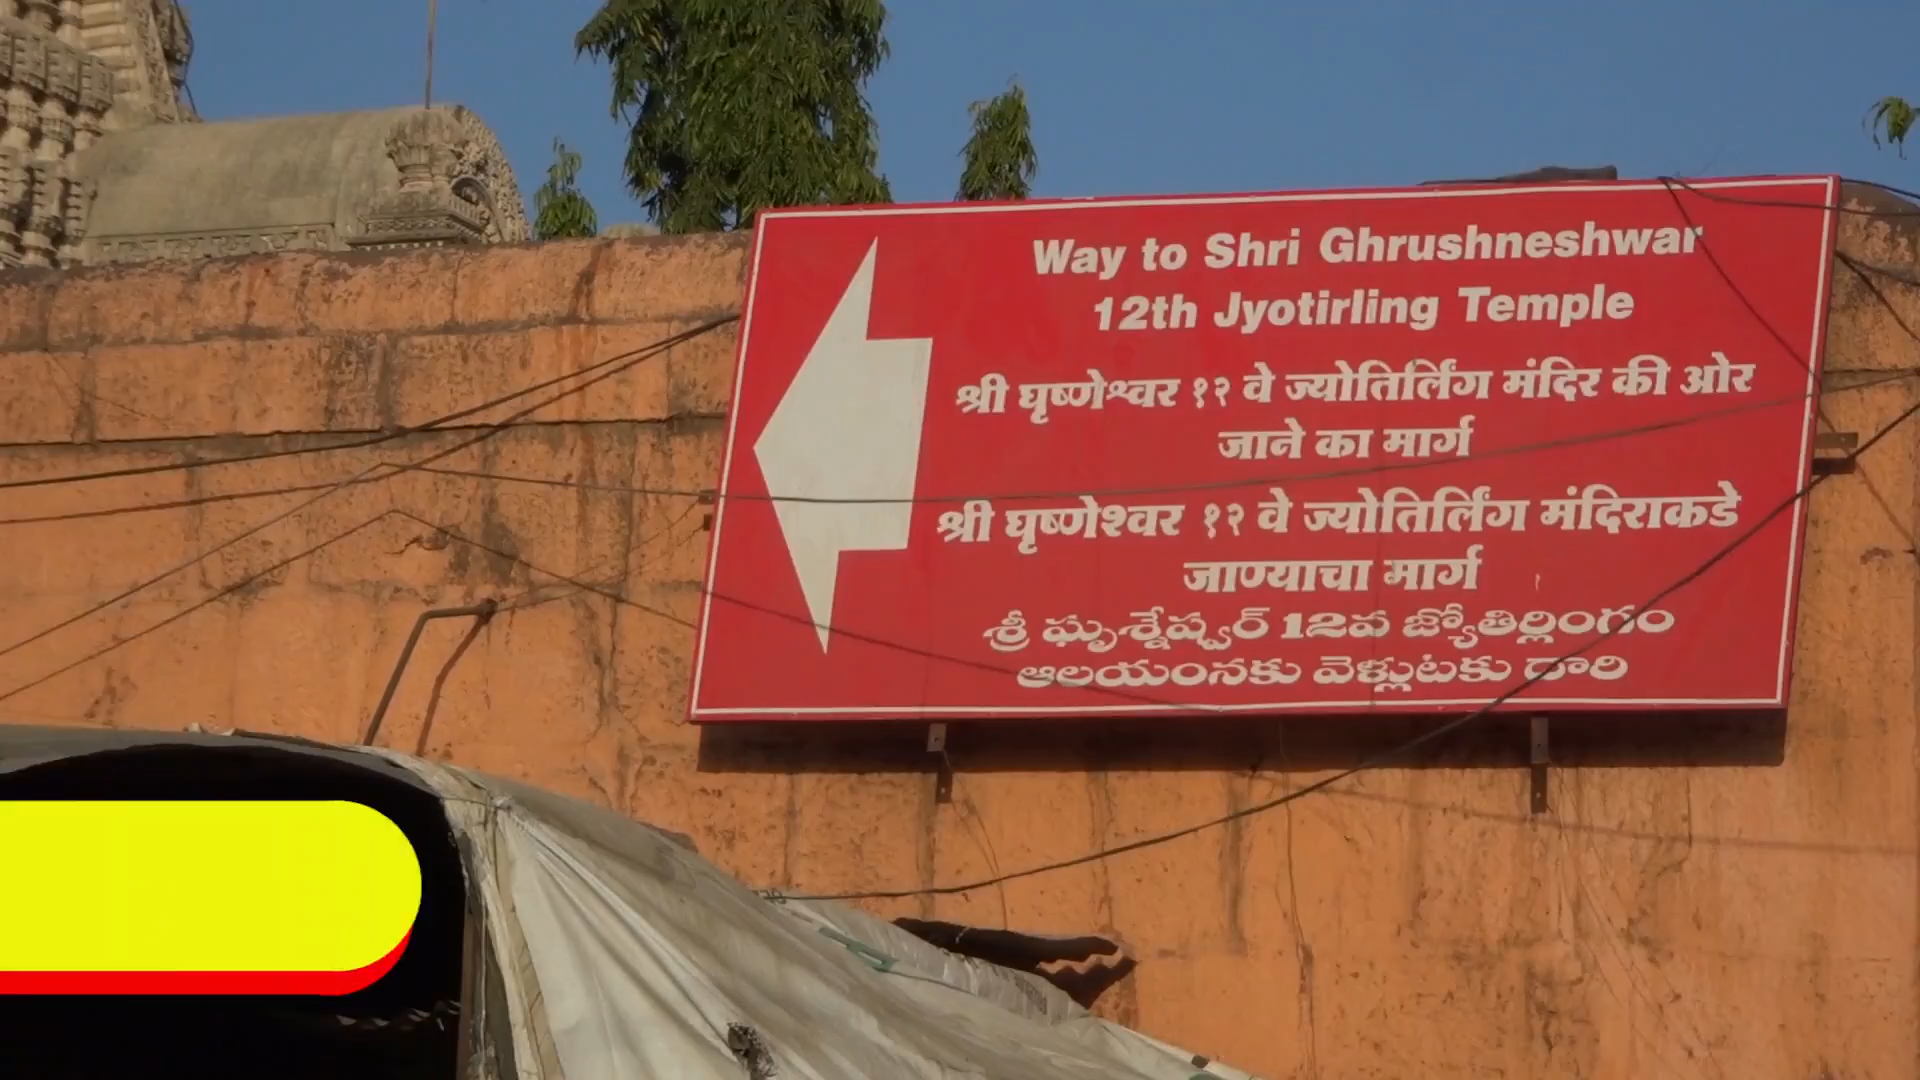 Way to Shri Ghrushneshwar
12th Jyotirling Temple
श्री घृष्णेश्वर १२ वे ज्योतिर्लिंग मंदिर की ओर
जाने का मार्ग
श्री घृष्णेश्वर १२ वे ज्योतिर्लिंग मंदिराकडे
जाण्याचा मार्ग
శ్రీ ఘృశ్నేష్వర్ 12వ జ్యోతిర్లింగం
ఆలయంనకు వెళ్లుటకు దారి